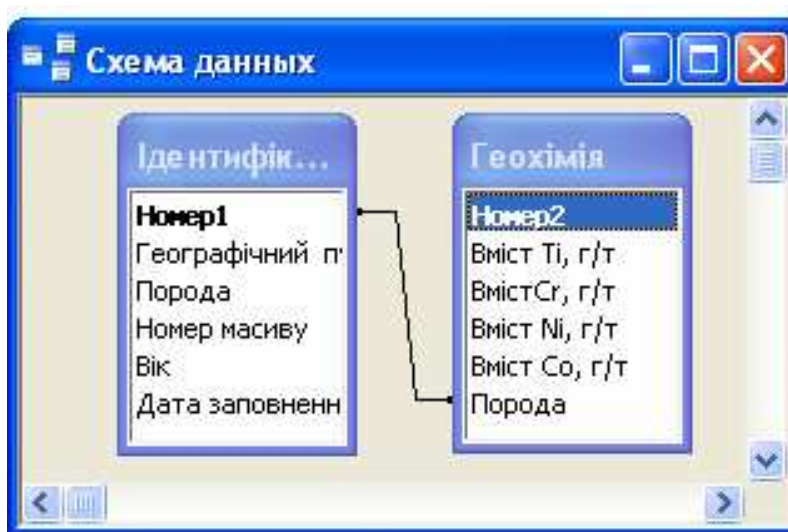 Схема данных
Ідентифік...
Номер1
Географічний п
Порода
Номер масиву
Вік
Дата заповненн
Геохімія
Номер2
Вміст Ti, г/т
ВмістCr, г/т
Вміст Ni, г/т
Вміст Co, г/т
Порода